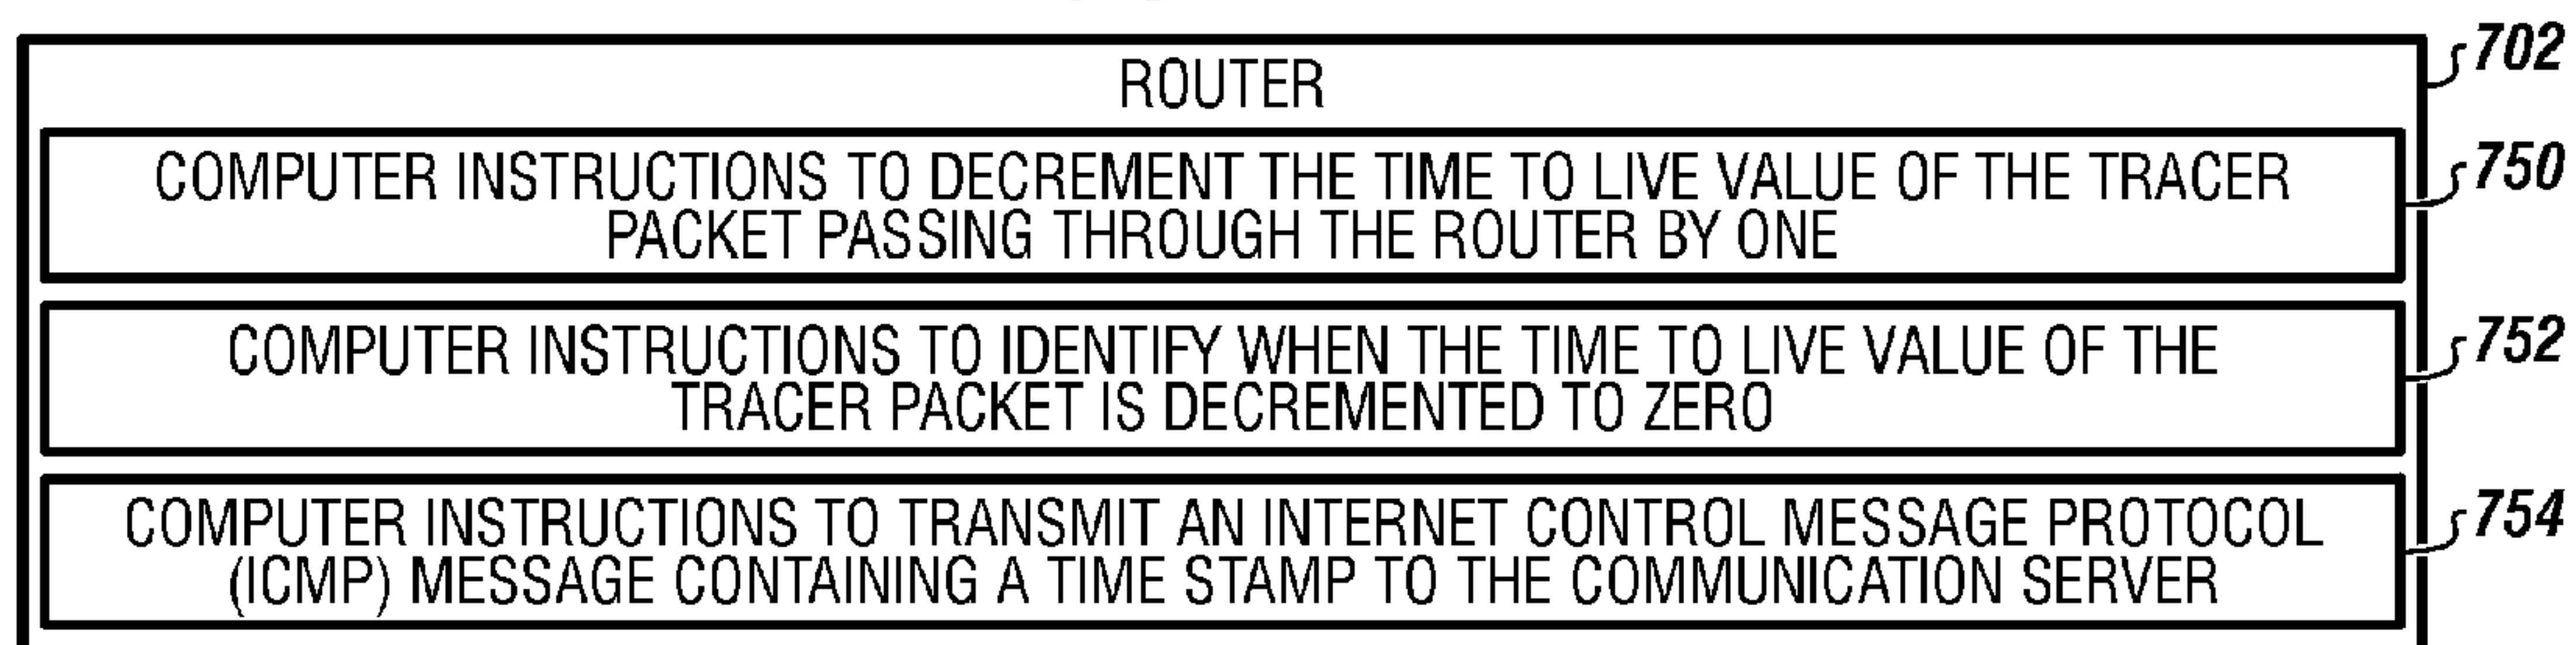 702
ROUTER
750
COMPUTER INSTRUCTIONS TO DECREMENT THE TIME TO LIVE VALUE OF THE TRACER
PACKET PASSING THROUGH THE ROUTER BY ONE
752
COMPUTER INSTRUCTIONS TO IDENTIFY WHEN THE TIME TO LIVE VALUE OF THE
TRACER PACKET IS DECREMENTED TO ZERO
754
COMPUTER INSTRUCTIONS TO TRANSMIT AN INTERNET CONTROL MESSAGE PROTOCOL
(ICMP) MESSAGE CONTAINING A TIME STAMP TO THE COMMUNICATION SERVER